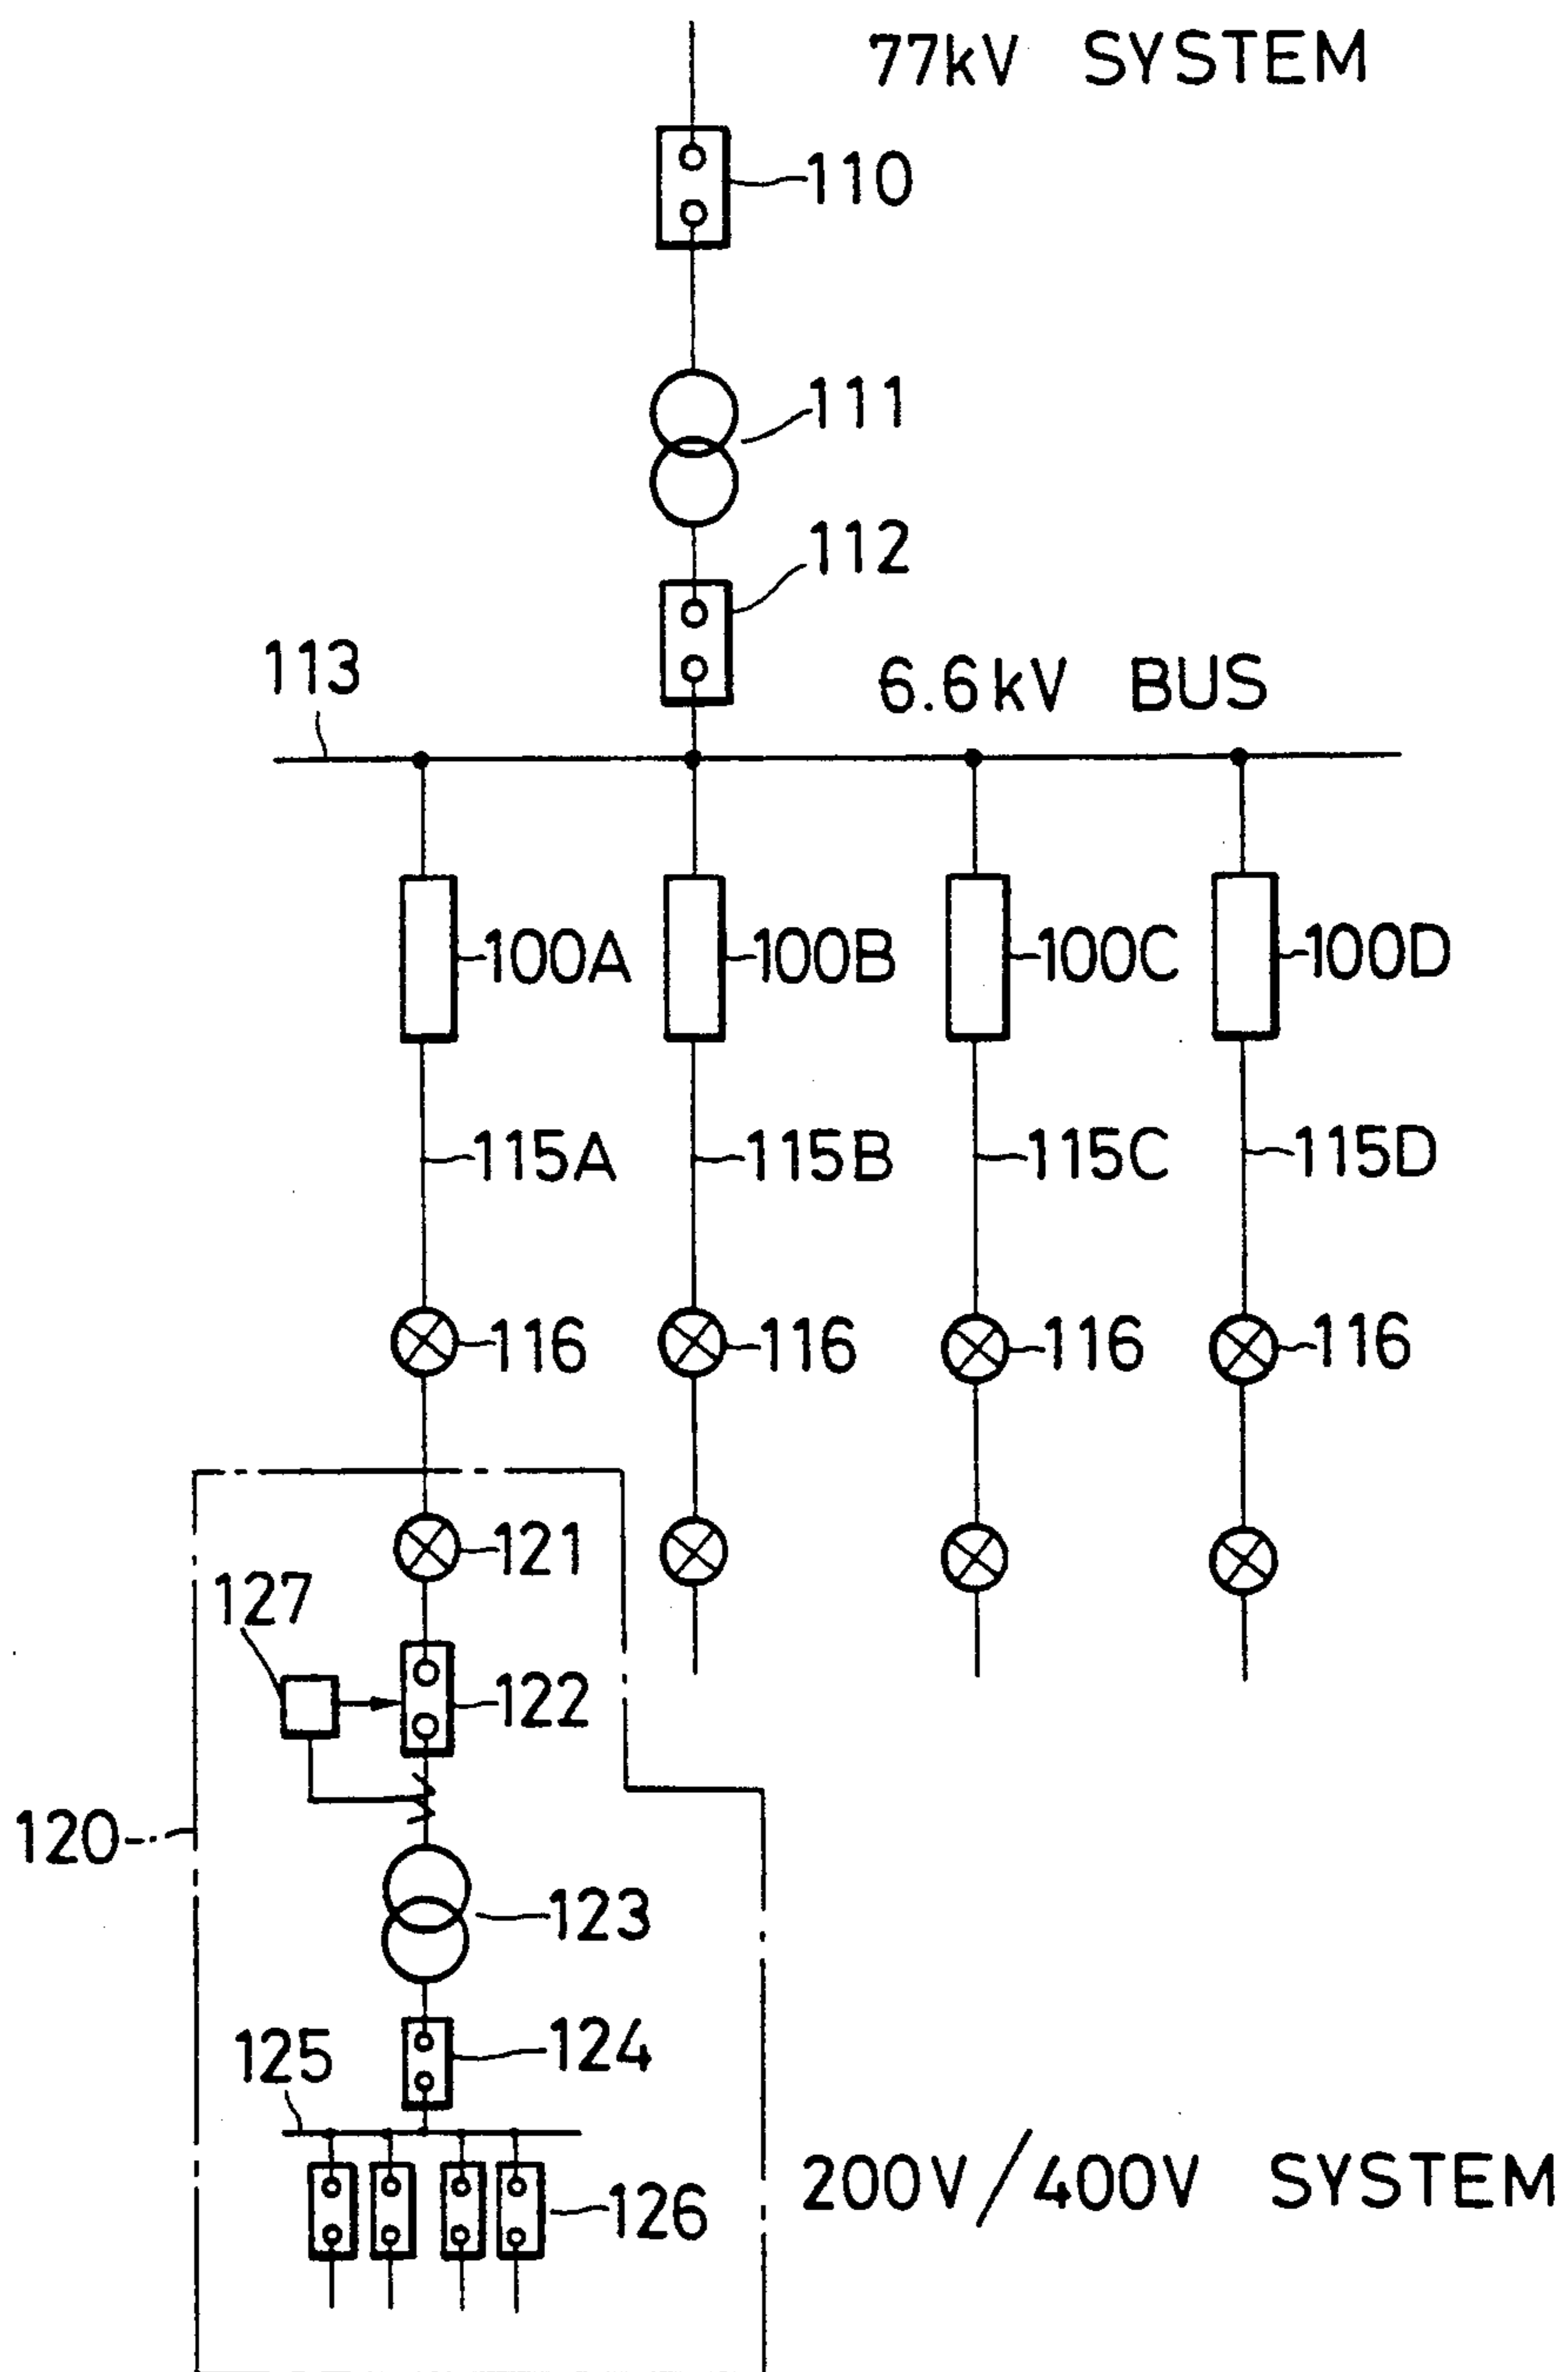 77kV SYSTEM
110
111
112
113
6.6kV BUS
100A
100B
100C
100D
115A
115B
115C
115D
116
116
116
116
121
127
122
120
123
124
125
200V/400V SYSTEM
126